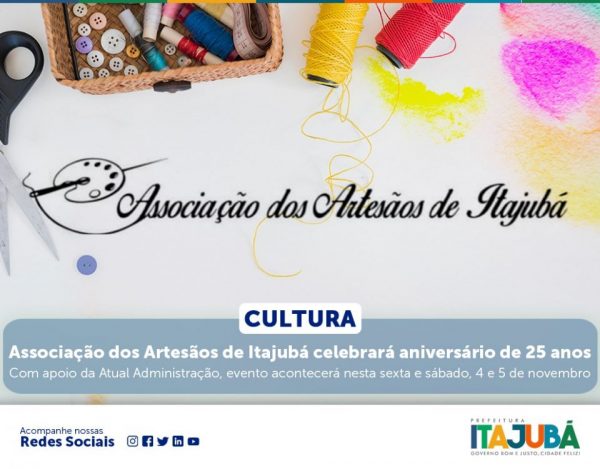 Associação dos Artesãos de Itajubá
CULTURA
Associação dos Artesãos de Itajubá celebrará aniversário de 25 anos
Com apoio da Atual Administração, evento acontecerá nesta sexta e sábado, 4 e 5 de novembro
Acompanhe nossas
Redes Sociais
PREFEITURA
ITAJUBÁ
GOVERNO BOM E JUSTO, CIDADE FELIZ!